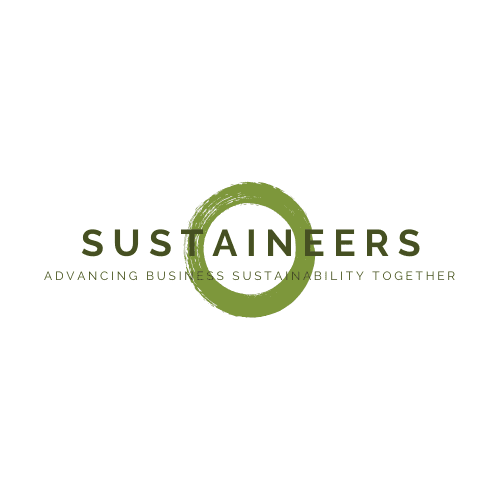 SUSTAINEERS
ADVANCING BUSINESS SUSTAINABILITY TOGETHER